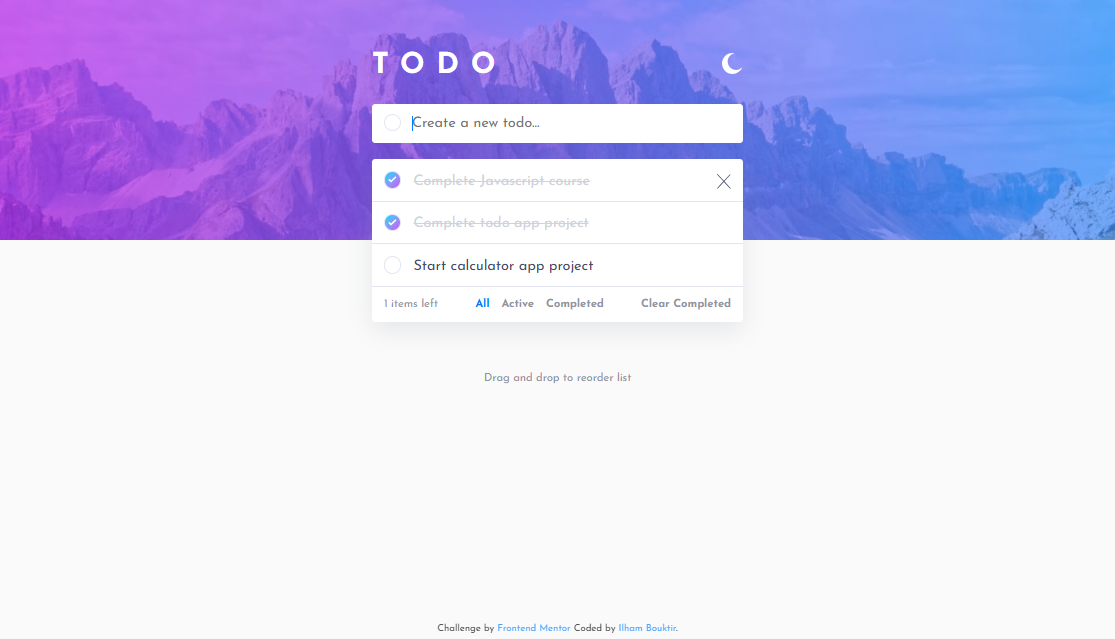 TODO
Create a new todo...
Complete Javascript course
Complete todo app project
Start calculator app project
1 items left All Active Completed Clear Completed
Drag and drop to reorder list
Challenge by Frontend Mentor Coded by Ilham Bouktir.